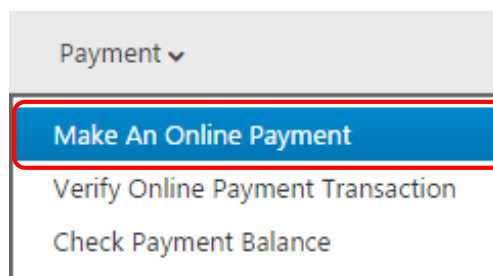 Payment
Make An Online Payment
Verify Online Payment Transaction
Check Payment Balance